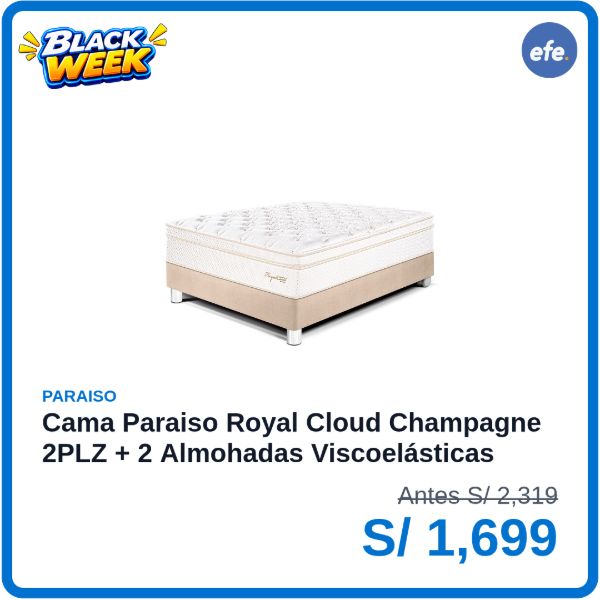 BLACK
WEEK
efe.
PARAISO
Cama Paraiso Royal Cloud Champagne
2PLZ + 2 Almohadas Viscoelásticas
Antes S/ 2,319
S/ 1,699